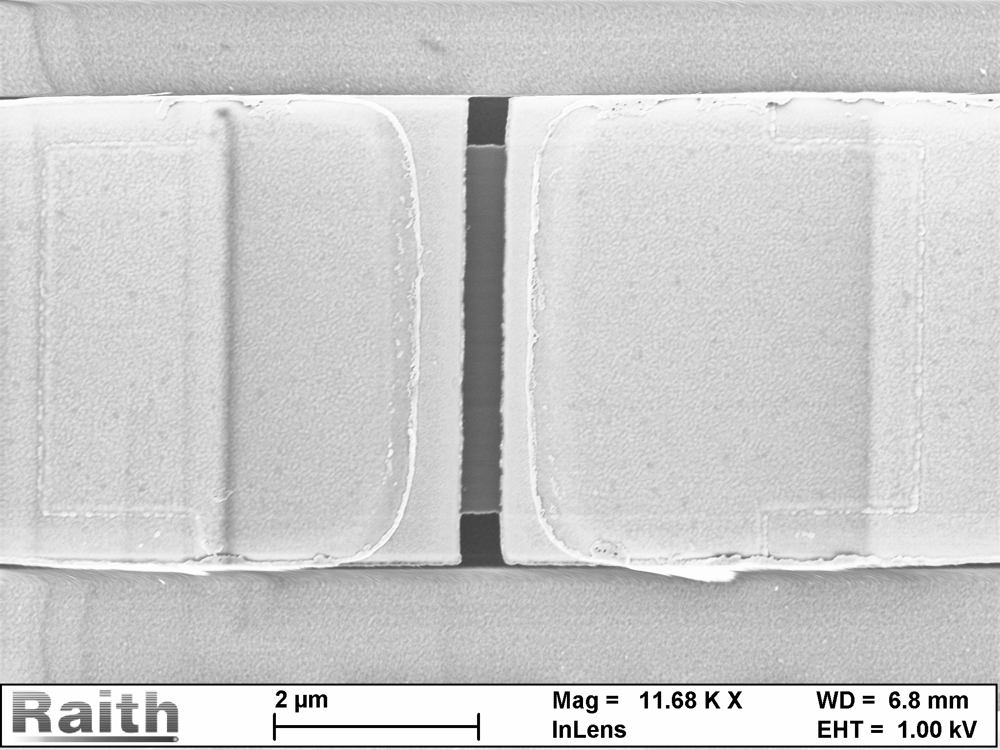 Raith
2 µm
Mag = 11.68 K X
InLens
WD = 6.8 mm
EHT = 1.00 kV